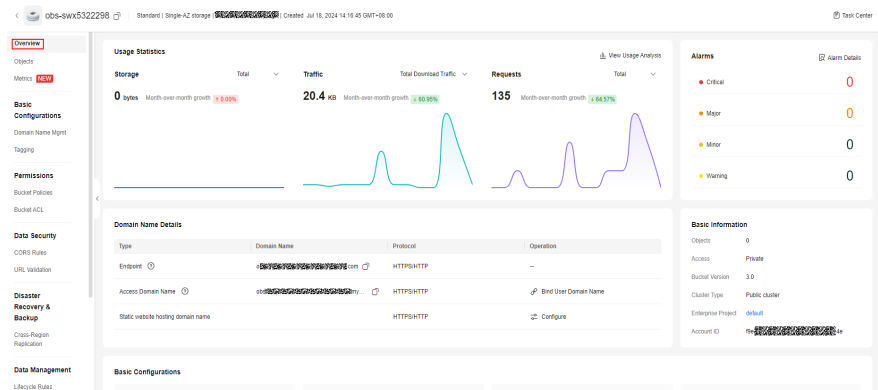 obs-swx5322298 Standard | Single-AZ storage | | Created Jul 18, 2024 14:16:45 GMT+08:00 Task Center
Overview
Objects
Metrics NEW
Basic
Configurations
Domain Name Mgmt
Tagging
Permissions
Bucket Policies
Bucket ACL
Data Security
CORS Rules
URL Validation
Disaster
Recovery &
Backup
Cross-Region
Replication
Data Management
Lifecycle Rules
Usage Statistics View Usage Analysis
Storage Total
0 bytes Month-over-month growth ↑ 0.00%
Traffic Total Download Traffic
20.4 KB Month-over-month growth ↓ 60.95%
Requests Total
135 Month-over-month growth ↓ 64.57%
Alarms Alarm Details
Critical 0
Major 0
Minor 0
Warning 0
Domain Name Details
Type Domain Name Protocol Operation
Endpoint com HTTPS/HTTP --
Access Domain Name obs my... HTTPS/HTTP Bind User Domain Name
Static website hosting domain name HTTPS/HTTP Configure
Basic Information
Objects 0
Access Private
Bucket Version 3.0
Cluster Type Public cluster
Enterprise Project default
Account ID f9e 4e
Basic Configurations